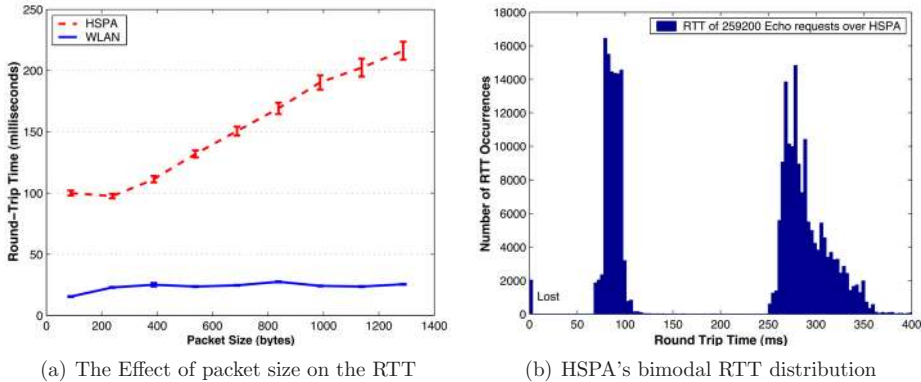 250
200
150
100
50
0
0 200 400 600 800 1000 1200 1400
HSPA
WLAN
Round−Trip Time (milliseconds)
Packet Size (bytes)
(a) The Effect of packet size on the RTT
18000
16000
14000
12000
10000
8000
6000
4000
2000
0
0 50 100 150 200 250 300 350 400
RTT of 259200 Echo requests over HSPA
Number of RTT Occurrences
Lost
Round Trip Time (ms)
(b) HSPA's bimodal RTT distribution